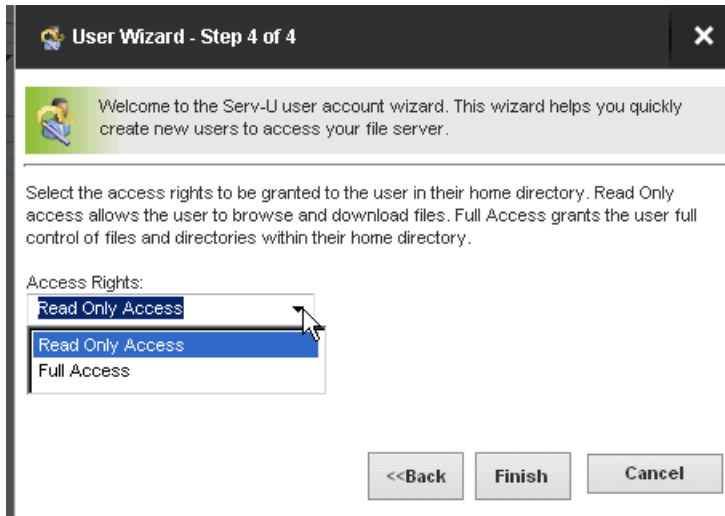 User Wizard - Step 4 of 4
Welcome to the Serv-U user account wizard. This wizard helps you quickly
create new users to access your file server.
Select the access rights to be granted to the user in their home directory. Read Only
access allows the user to browse and download files. Full Access grants the user full
control of files and directories within their home directory.
Access Rights:
Read Only Access
Read Only Access
Full Access
<<Back Finish Cancel